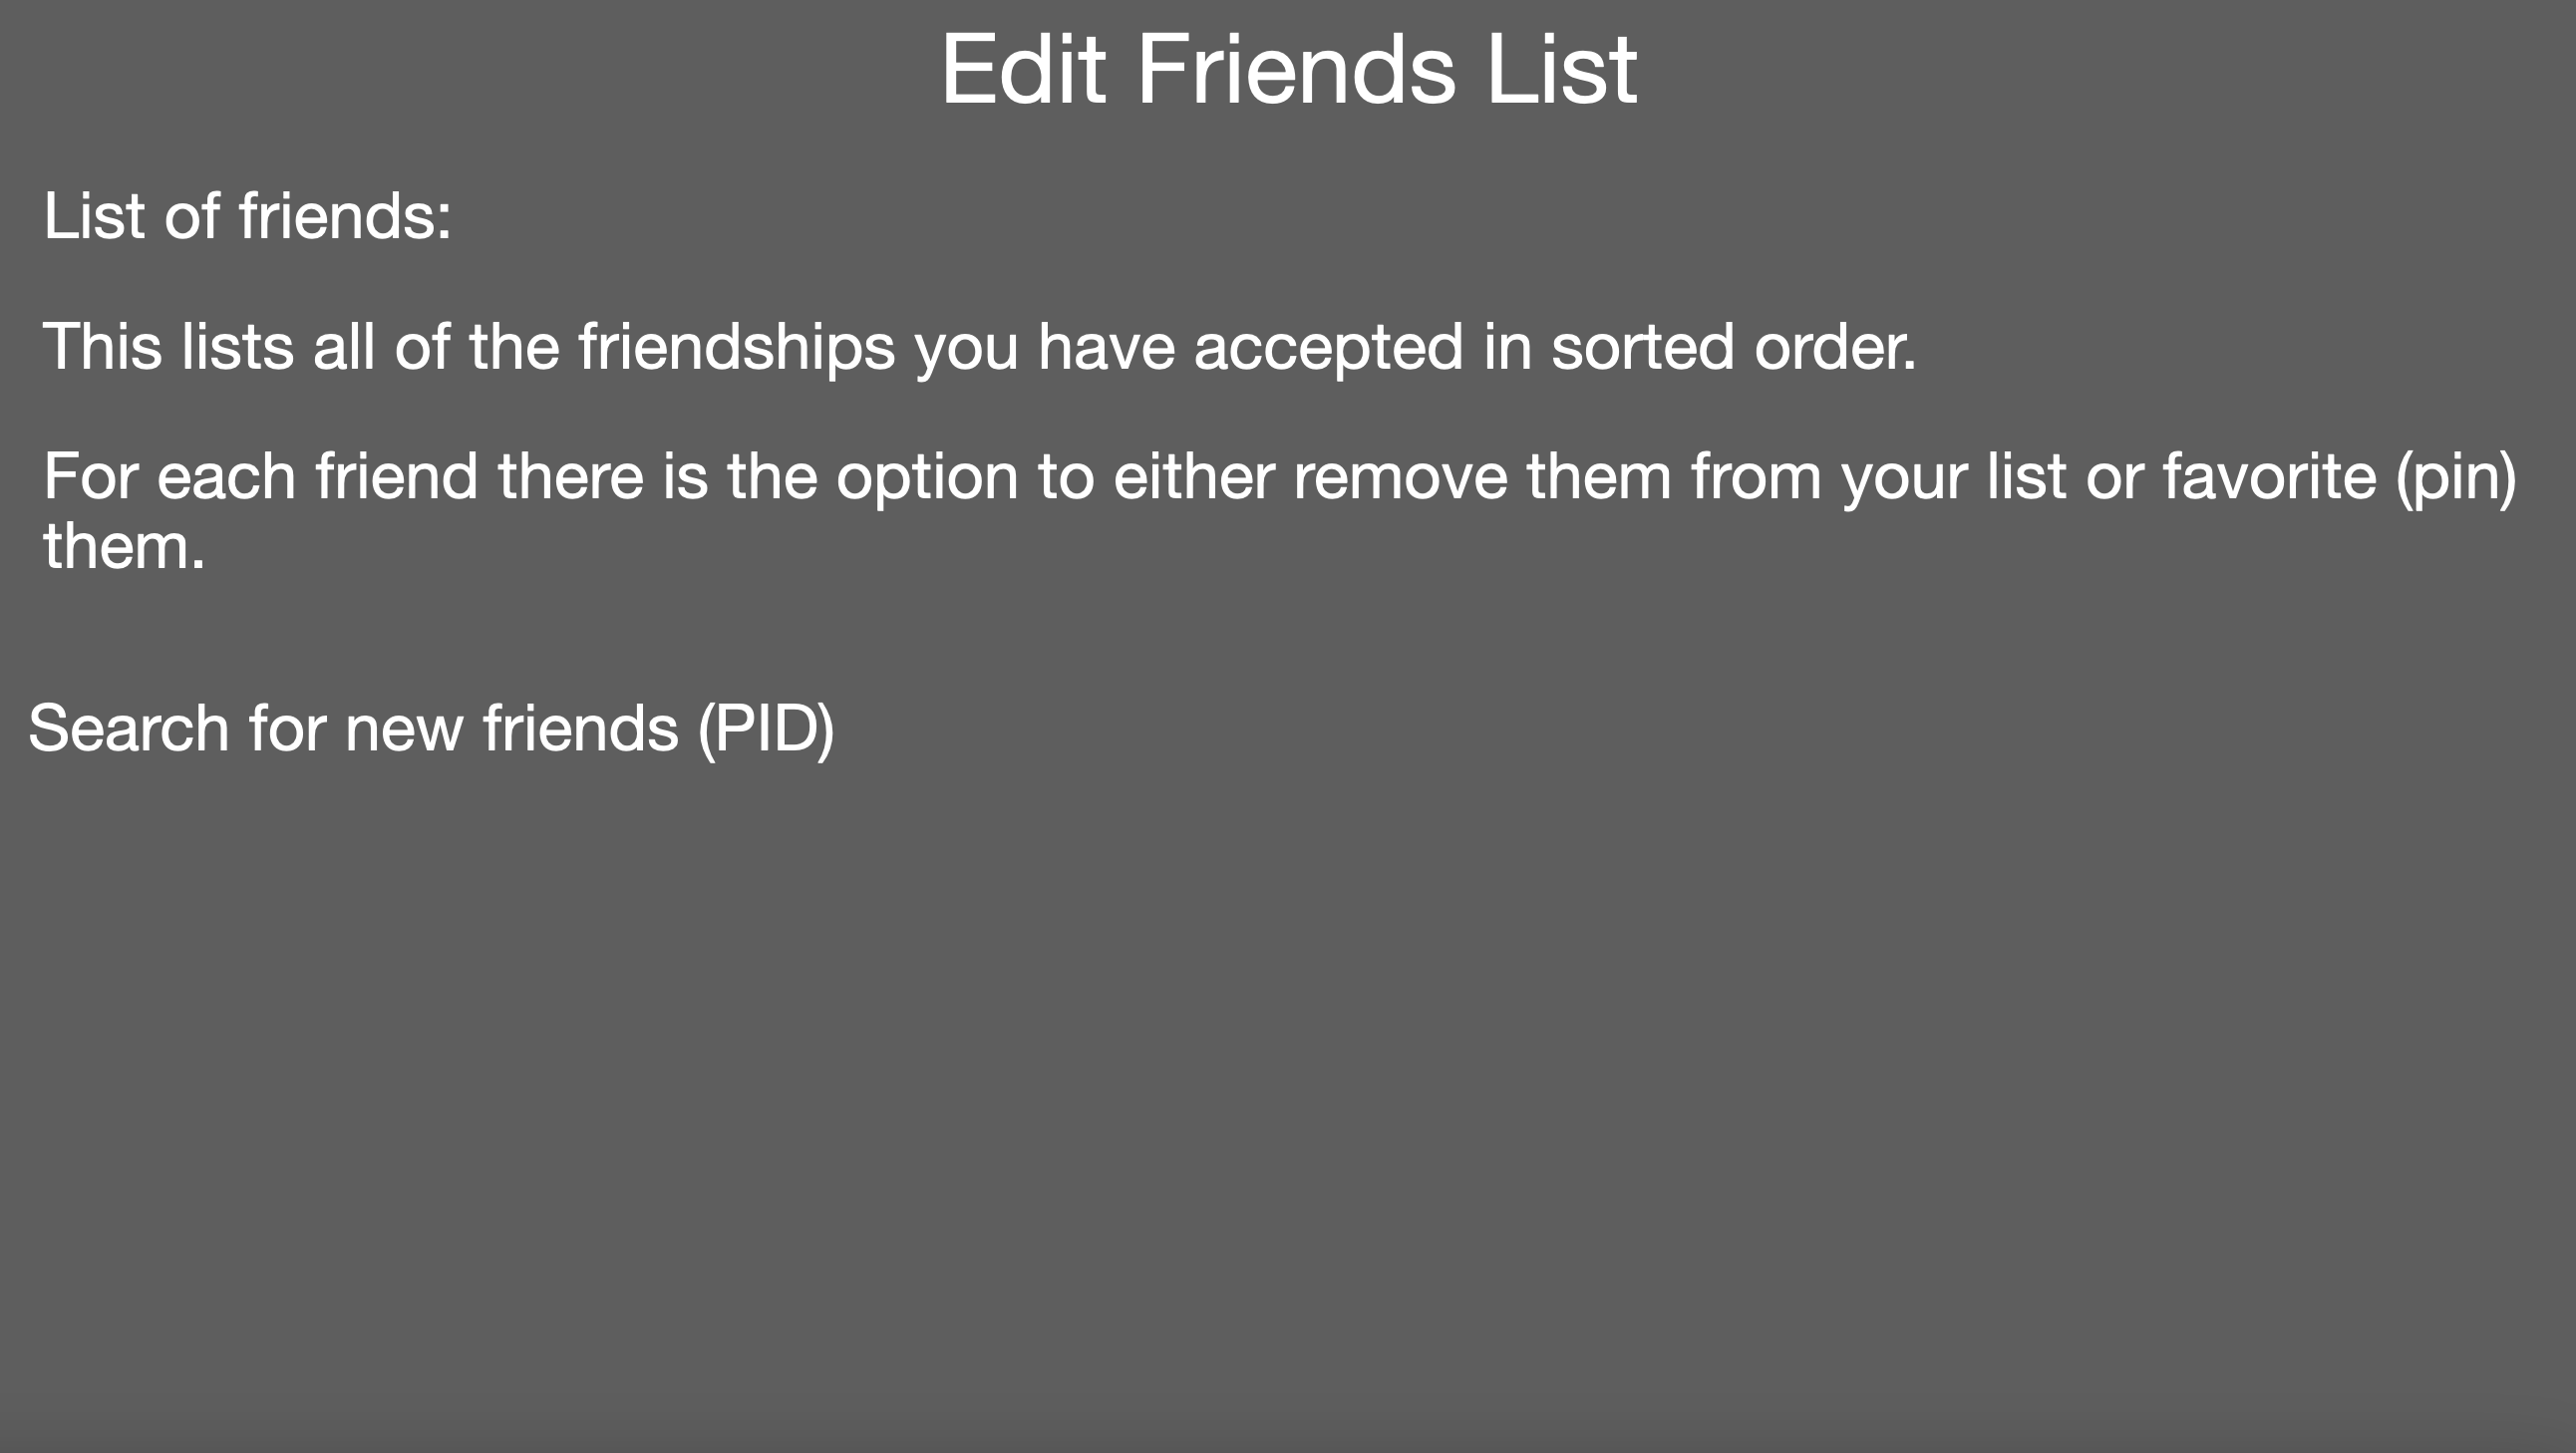 Edit Friends List
List of friends:
This lists all of the friendships you have accepted in sorted order.
For each friend there is the option to either remove them from your list or favorite (pin)
them.
Search for new friends (PID)